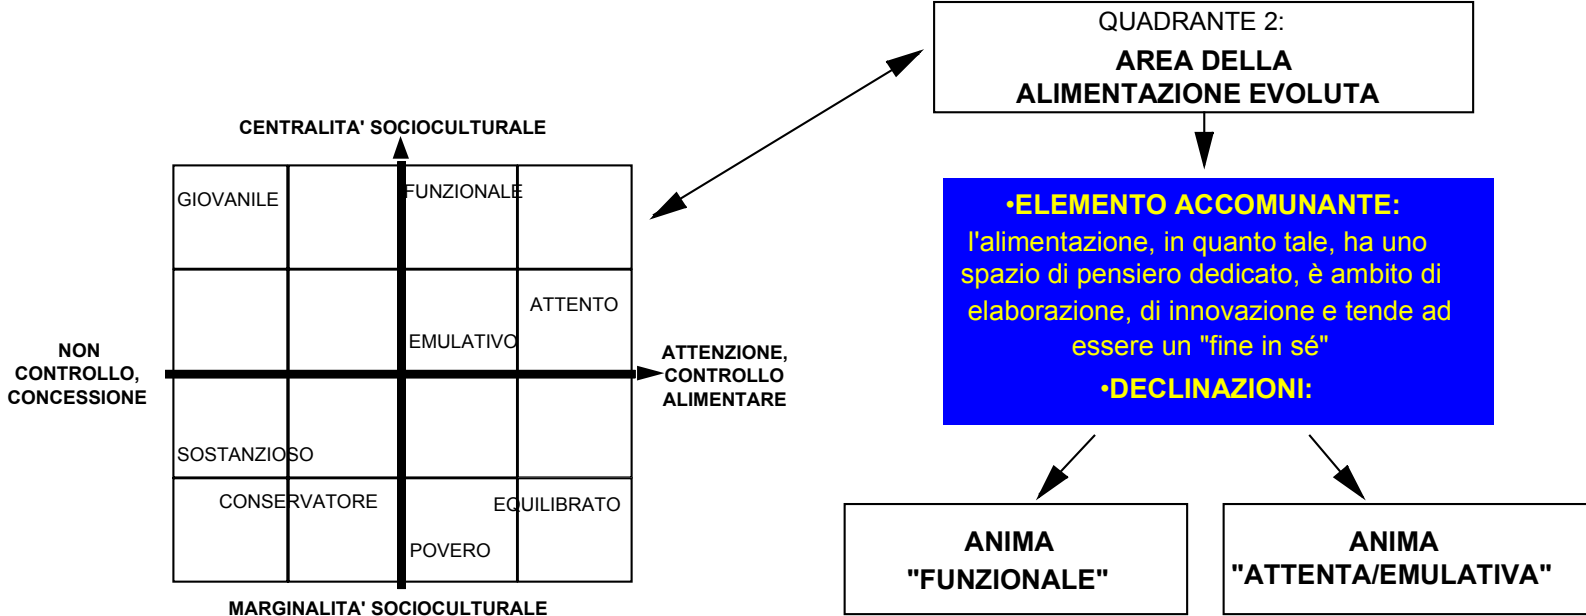 CENTRALITA' SOCIOCULTURALE
GIOVANILE
FUNZIONALE
ATTENTO
EMULATIVO
NON
CONTROLLO,
CONCESSIONE
ATTENZIONE,
CONTROLLO
ALIMENTARE
SOSTANZIOSO
CONSERVATORE
EQUILIBRATO
POVERO
MARGINALITA' SOCIOCULTURALE
QUADRANTE 2:
AREA DELLA
ALIMENTAZIONE EVOLUTA
•ELEMENTO ACCOMUNANTE:
l'alimentazione, in quanto tale, ha uno
spazio di pensiero dedicato, è ambito di
elaborazione, di innovazione e tende ad
essere un "fine in sé"
•DECLINAZIONI:
ANIMA
"FUNZIONALE"
ANIMA
"ATTENTA/EMULATIVA"